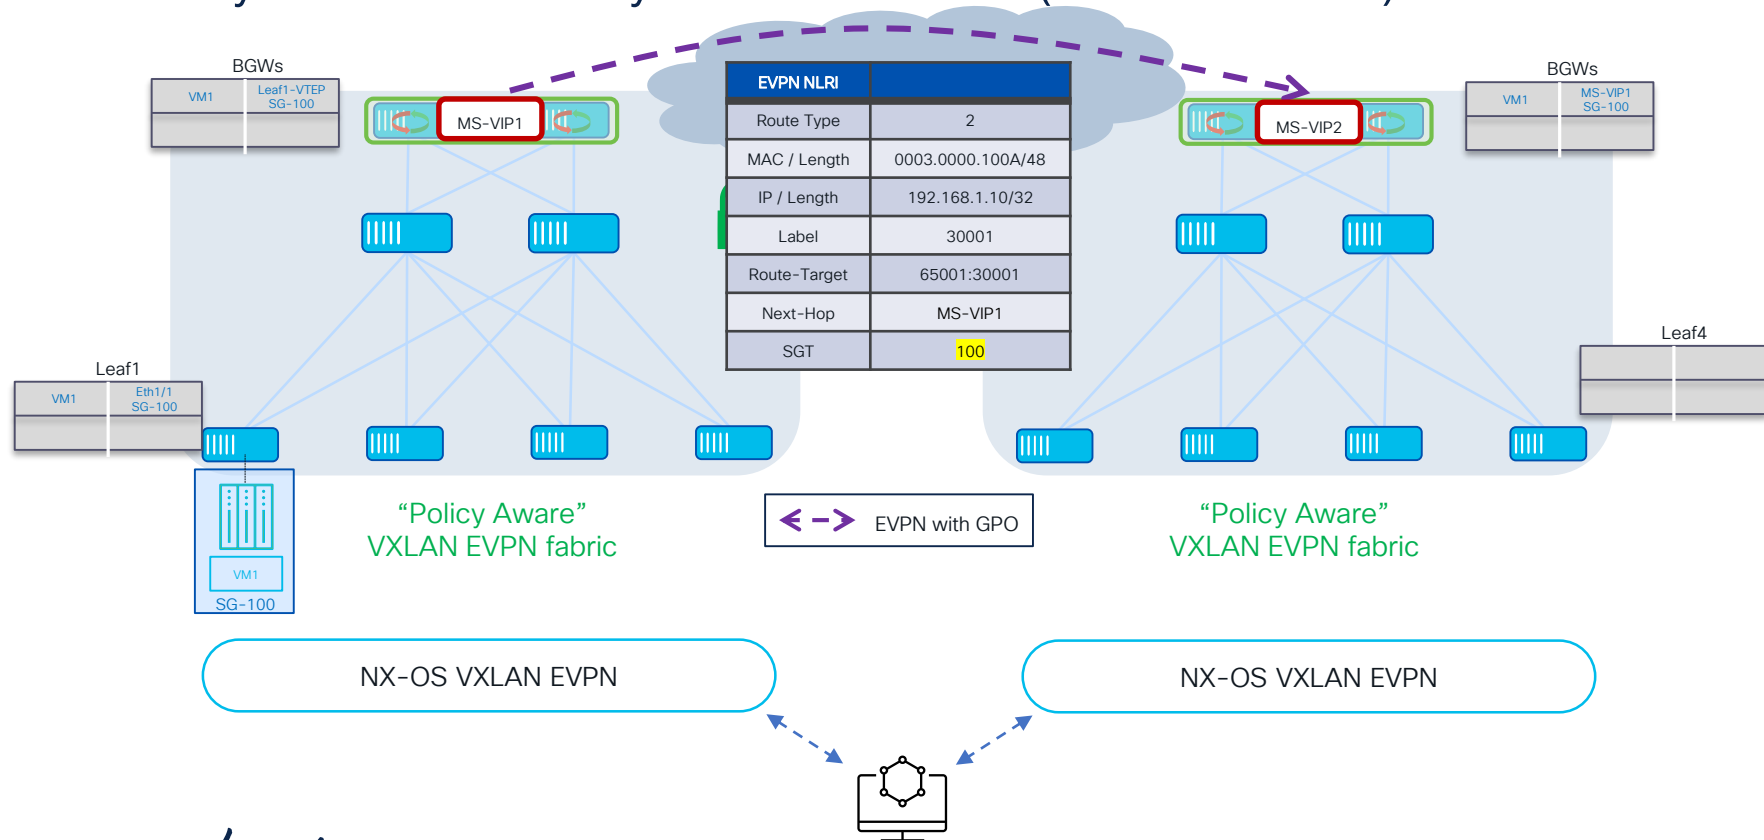 BGWs
VM1
Leaf1-VTEP
SG-100
MS-VIP1
EVPN NLRI
Route Type
2
MAC / Length
0003.0000.100A/48
IP / Length
192.168.1.10/32
Label
30001
Route-Target
65001:30001
Next-Hop
MS-VIP1
SGT
100
MS-VIP2
BGWs
VM1
MS-VIP1
SG-100
Leaf1
VM1
Eth1/1
SG-100
Leaf4
VM1
SG-100
“Policy Aware”
VXLAN EVPN fabric
EVPN with GPO
“Policy Aware”
VXLAN EVPN fabric
NX-OS VXLAN EVPN
NX-OS VXLAN EVPN